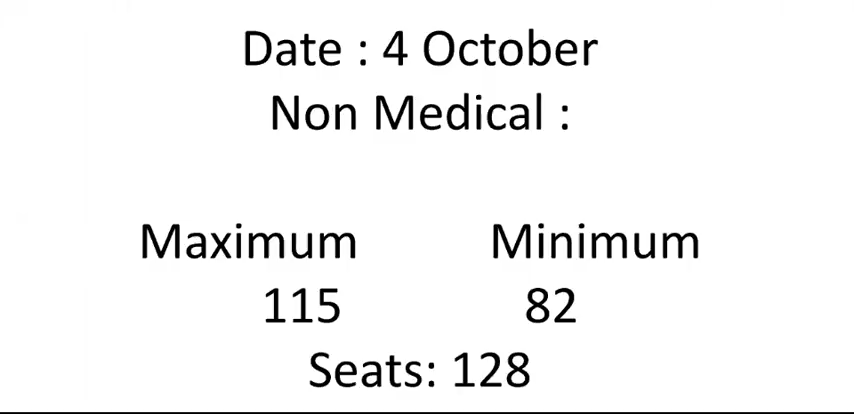 Date : 4 October
Non Medical :
Maximum Minimum
115 82
Seats: 128